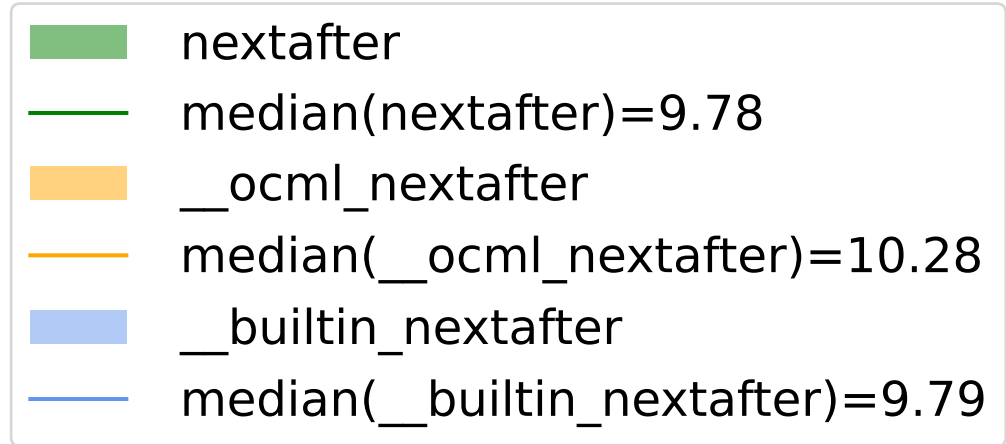 nextafter
median(nextafter)=9.78
__ocml_nextafter
median(__ocml_nextafter)=10.28
__builtin_nextafter
median(__builtin_nextafter)=9.79